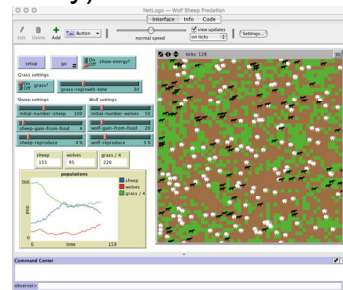 NetLogo — Wolf Sheep Predation
Interface Info Code
Edit Delete Add Button normal speed view updates on ticks Settings...
ticks: 128
setup go On Off show-energy?
Grass settings
On Off grass? grass-regrowth-time 30
Sheep settings Wolf settings
initial-number-sheep 100 initial-number-wolves 50
sheep-gain-from-food 4 wolf-gain-from-food 20
sheep-reproduce 4 % wolf-reproduce 5 %
sheep wolves grass / 4
155 95 226
populations
366
pop.
0
0 time 159
sheep
wolves
grass / 4
Command Center
observer>